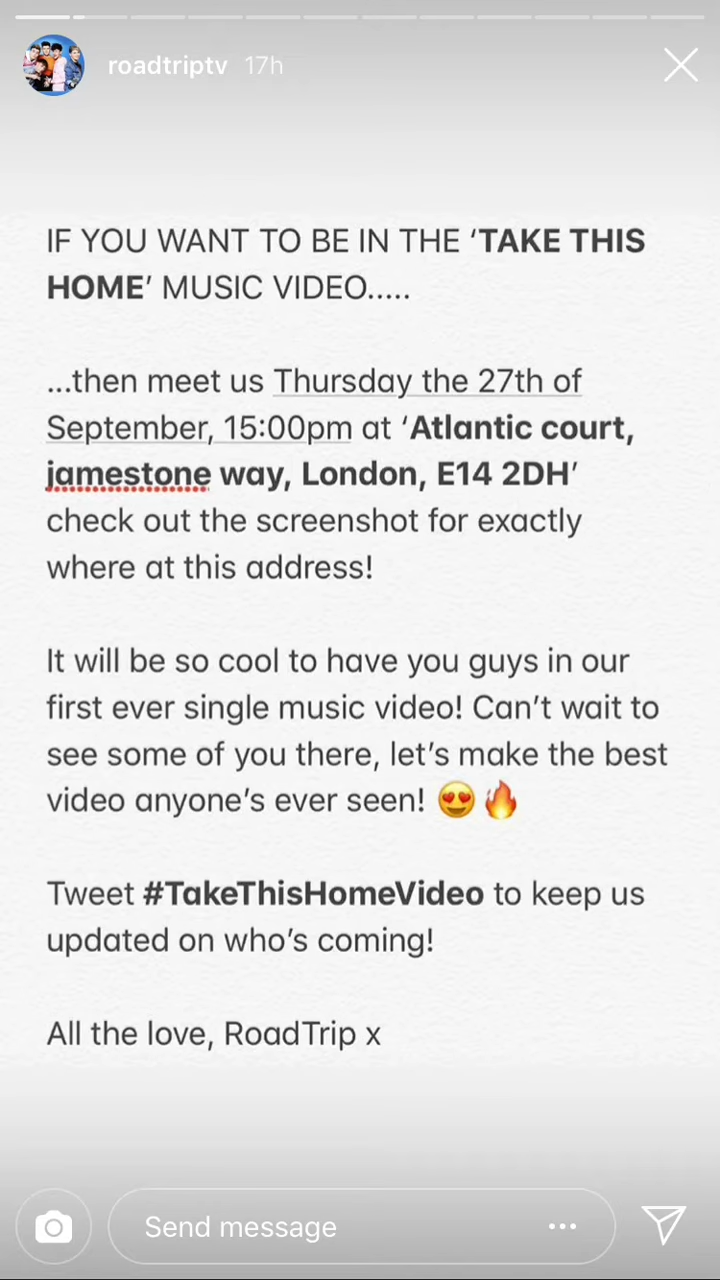 roadtriptv 17h
IF YOU WANT TO BE IN THE ‘TAKE THIS
HOME’ MUSIC VIDEO.....
...then meet us Thursday the 27th of
September, 15:00pm at ‘Atlantic court,
jamestone way, London, E14 2DH’
check out the screenshot for exactly
where at this address!
It will be so cool to have you guys in our
first ever single music video! Can’t wait to
see some of you there, let’s make the best
video anyone’s ever seen! 😍🔥
Tweet #TakeThisHomeVideo to keep us
updated on who’s coming!
All the love, RoadTrip x
Send message